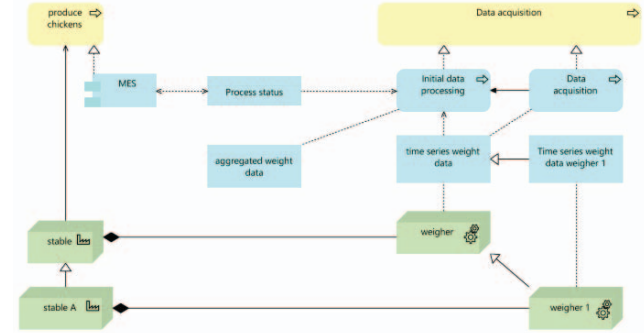 produce
chickens
Data acquisition
MES
Process status
Initial data
processing
Data
acquisition
aggregated weight
data
time series weight
data
Time series weight
data weigher 1
stable
weigher
stable A
weigher 1